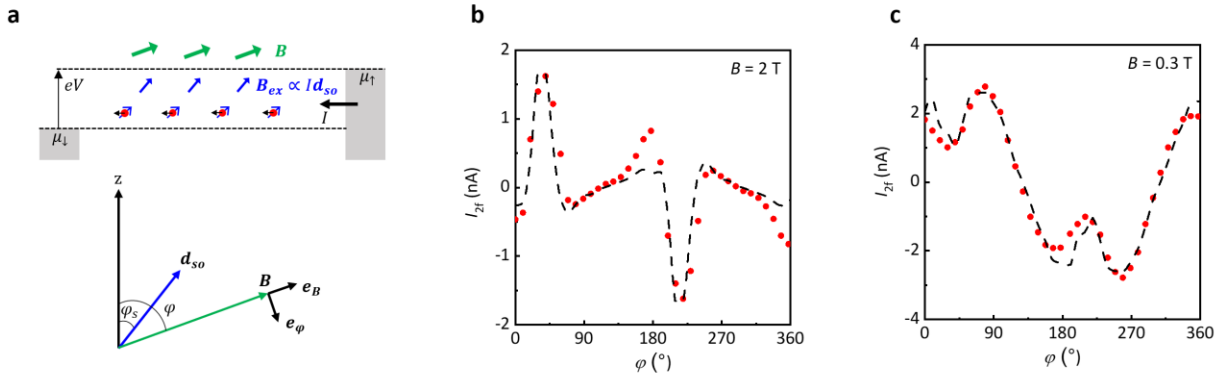 a
B
eV
B_ex ∝ I d_so
μ↑
I
μ↓
z
d_so
B
e_B
φ_s
φ
e_φ
b
B = 2 T
I_2f (nA)
2
1
0
-1
-2
0 90 180 270 360
φ (°)
c
B = 0.3 T
I_2f (nA)
4
2
0
-2
-4
0 90 180 270 360
φ (°)